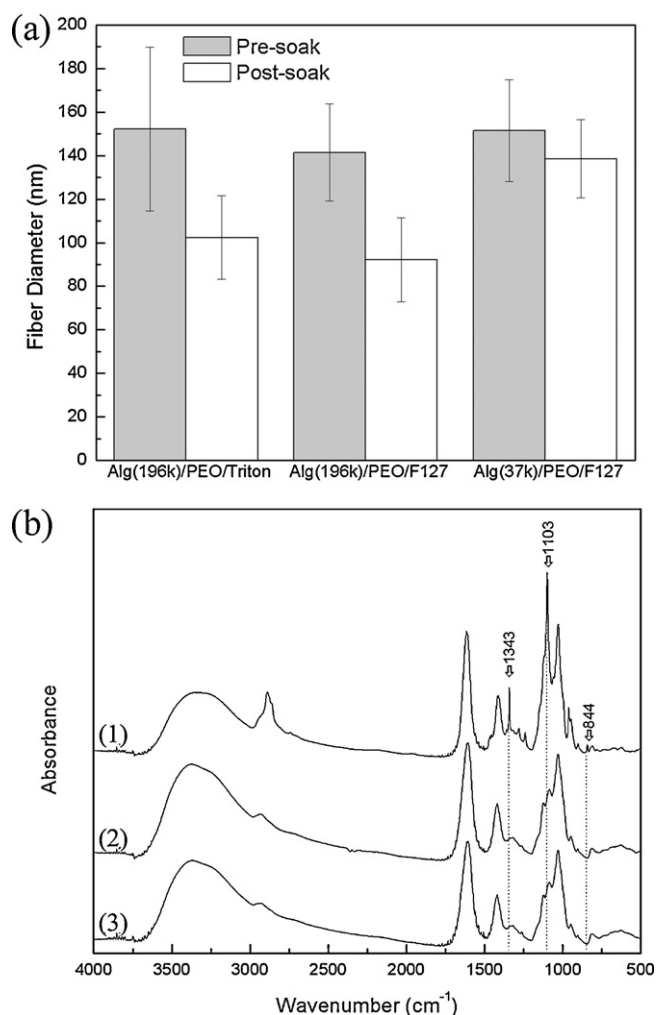 (a)
200
180
160
140
120
100
80
60
40
20
0
Fiber Diameter (nm)
Pre-soak
Post-soak
Alg(196k)/PEO/Triton
Alg(196k)/PEO/F127
Alg(37k)/PEO/F127
(b)
Absorbance
⇦1343
⇦1103
⇦844
(1)
(2)
(3)
4000 3500 3000 2500 2000 1500 1000 500
Wavenumber (cm⁻¹)